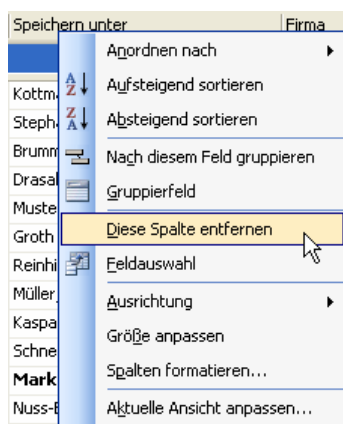 Speichern unter Firma
Anordnen nach
Kottm
Aufsteigend sortieren
Steph
Absteigend sortieren
Brumm
Nach diesem Feld gruppieren
Drasal
Gruppierfeld
Muste
Diese Spalte entfernen
Groth
Reinhi
Feldauswahl
Müller
Ausrichtung
Kaspa
Größe anpassen
Schne
Spalten formatieren...
Mark
Nuss-B
Aktuelle Ansicht anpassen...